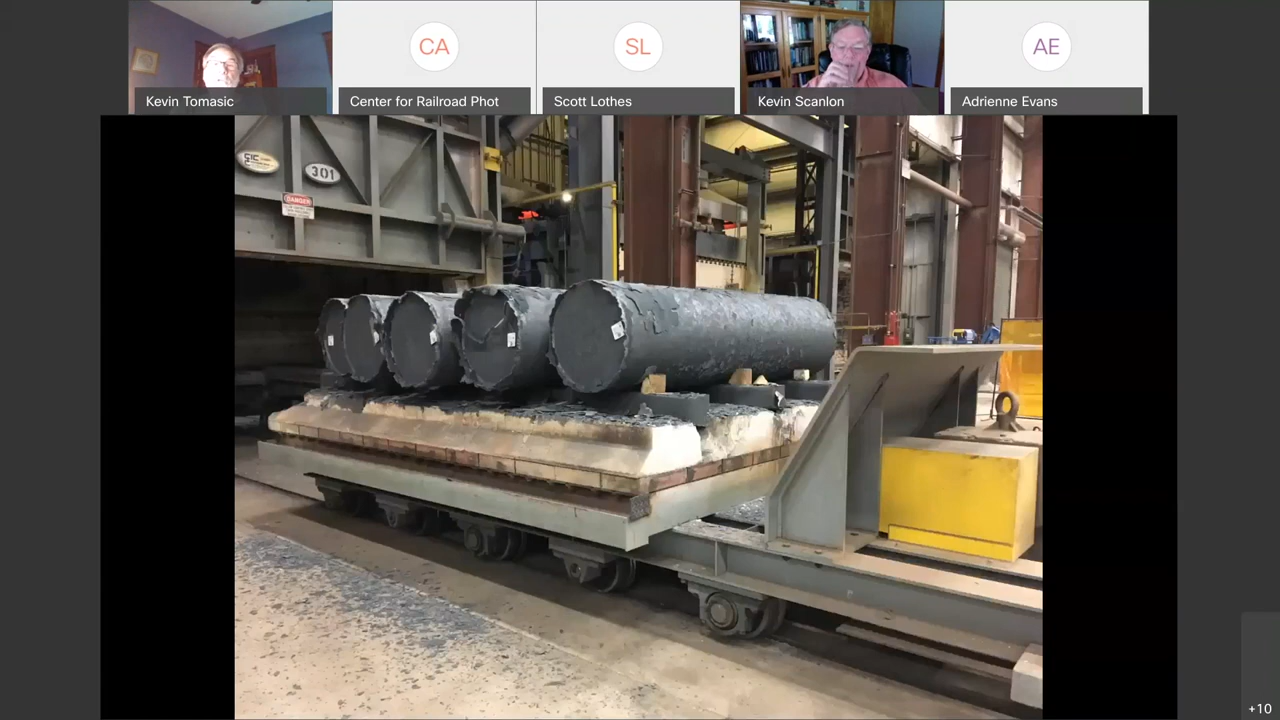 CA
SL
AE
Kevin Tomasic
Center for Railroad Phot
Scott Lothes
Kevin Scanlon
Adrienne Evans
301
DANGER
+10